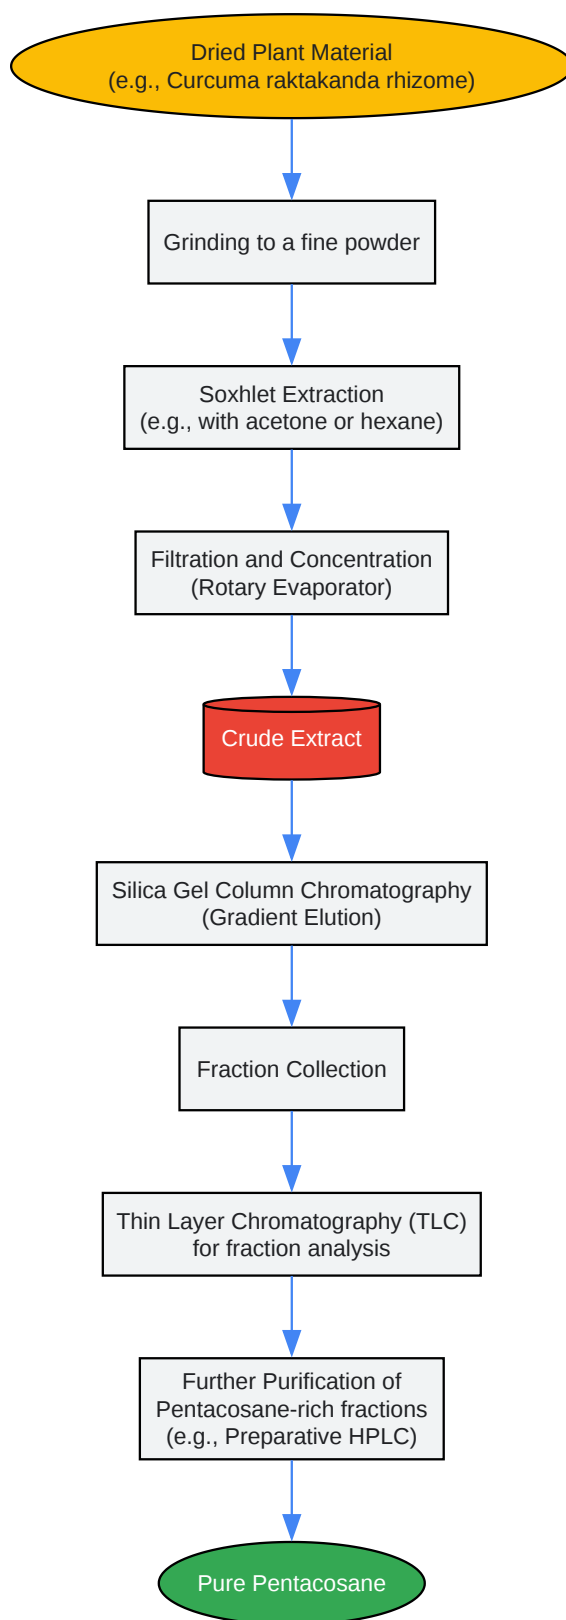 Dried Plant Material
(e.g., Curcuma raktakanda rhizome)
Grinding to a fine powder
Soxhlet Extraction
(e.g., with acetone or hexane)
Filtration and Concentration
(Rotary Evaporator)
Crude Extract
Silica Gel Column Chromatography
(Gradient Elution)
Fraction Collection
Thin Layer Chromatography (TLC)
for fraction analysis
Further Purification of
Pentacosane-rich fractions
(e.g., Preparative HPLC)
Pure Pentacosane